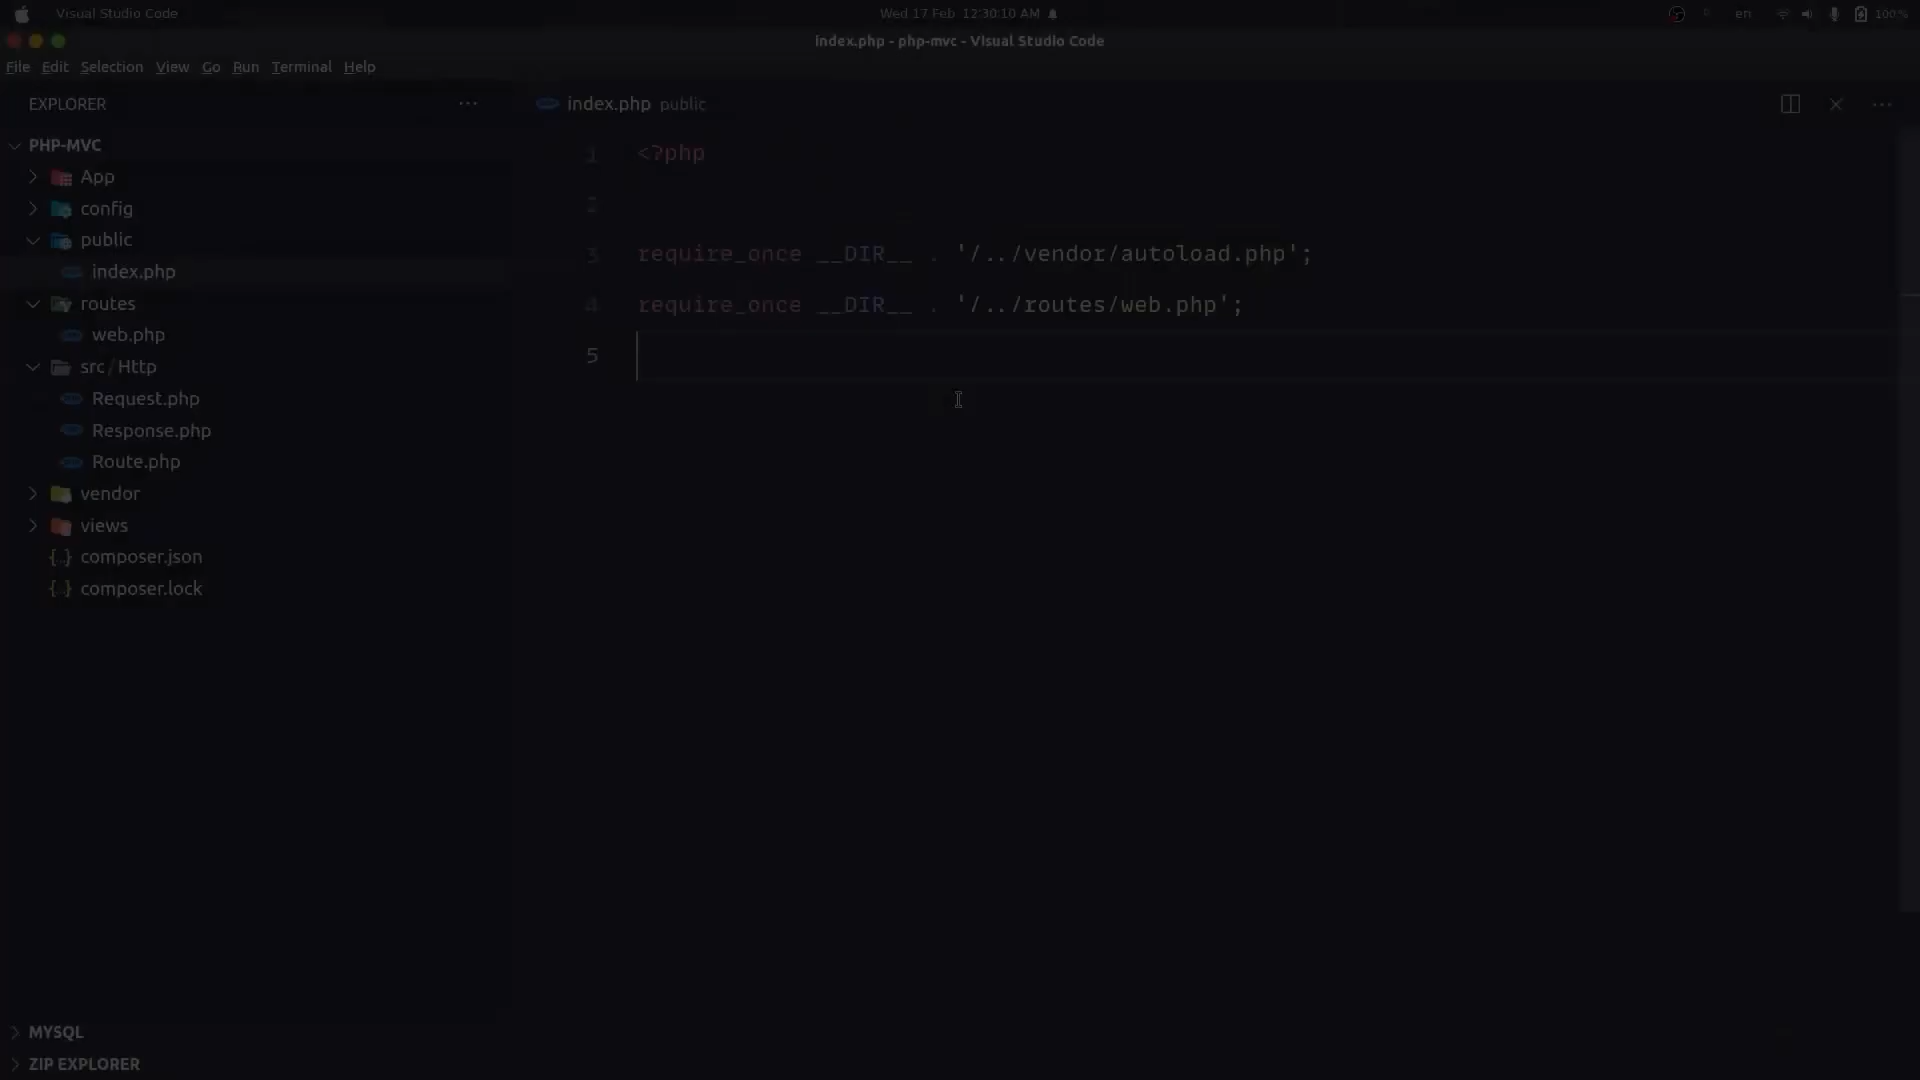 Visual Studio Code
Wed 17 Feb 12:30:10 AM
en
100%
index.php - php-mvc - Visual Studio Code
File Edit Selection View Go Run Terminal Help
EXPLORER
index.php public
PHP-MVC
App
config
public
index.php
routes
web.php
src / Http
Request.php
Response.php
Route.php
vendor
views
composer.json
composer.lock
MYSQL
ZIP EXPLORER
1 <?php
2
3 require_once __DIR__ . '/../vendor/autoload.php';
4 require_once __DIR__ . '/../routes/web.php';
5